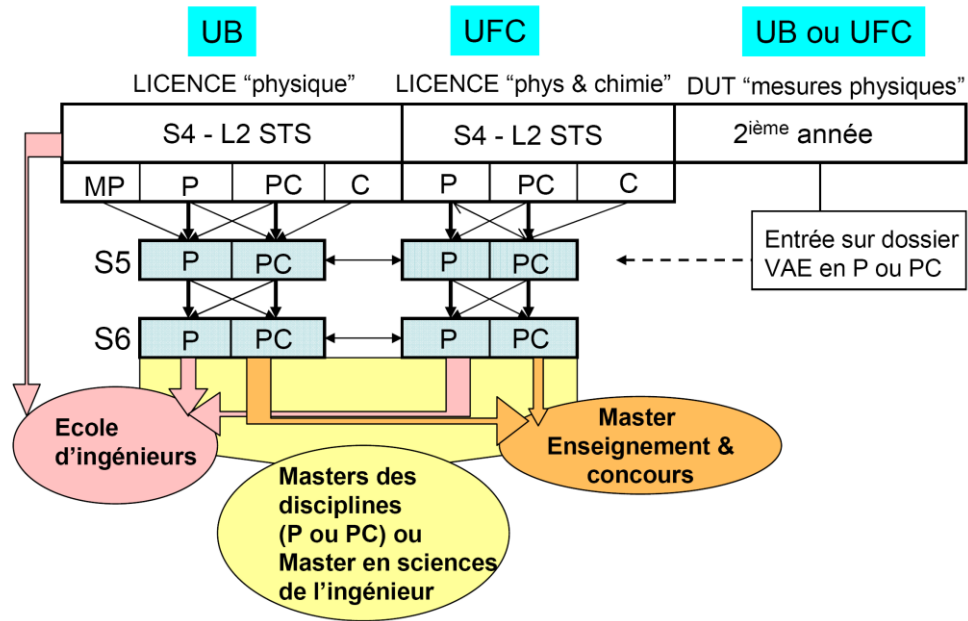 UB
UFC
UB ou UFC
LICENCE “physique”
LICENCE “phys & chimie”
DUT “mesures physiques”
S4 - L2 STS
S4 - L2 STS
2ième année
MP
P
PC
C
P
PC
C
S5
P
PC
P
PC
Entrée sur dossier
VAE en P ou PC
S6
P
PC
P
PC
Ecole
d’ingénieurs
Master
Enseignement &
concours
Masters des
disciplines
(P ou PC) ou
Master en sciences
de l’ingénieur